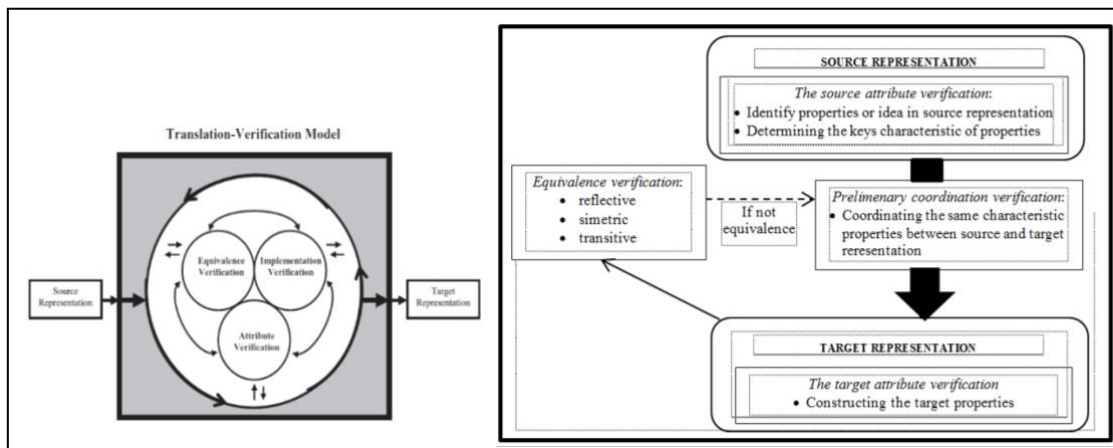 Translation-Verification Model
Source
Representation
Equivalence
Verification
Implementation
Verification
Attribute
Verification
Target
Representation
SOURCE REPRESENTATION
The source attribute verification:
• Identify properties or idea in source representation
• Determining the keys characteristic of properties
Equivalence verification:
• reflective
• simetric
• transitive
If not
equivalence
Prelimenary coordination verification:
• Coordinating the same characteristic
properties between source and target
resentation
TARGET REPRESENTATION
The target attribute verification
• Constructing the target properties